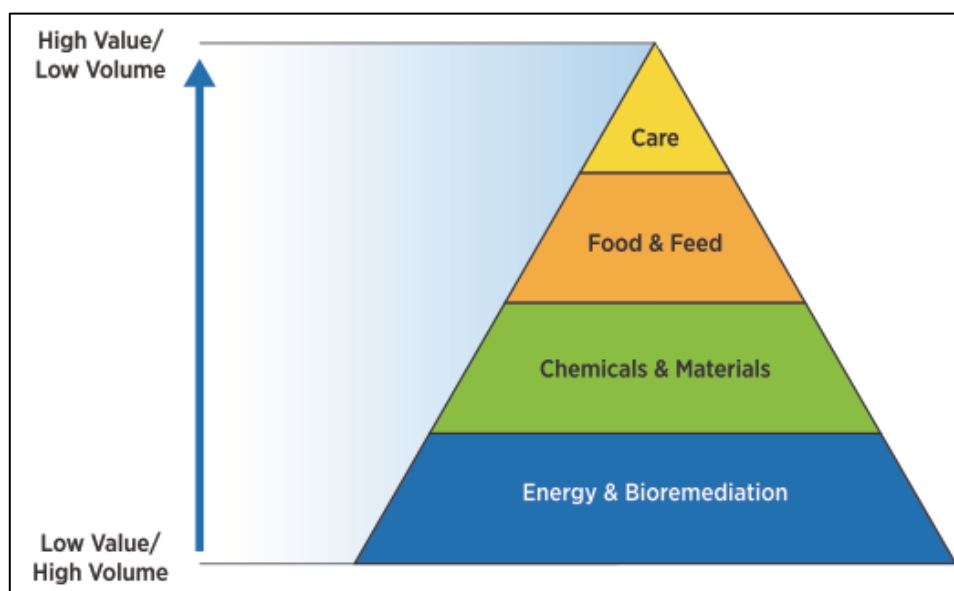 High Value/
Low Volume
Care
Food & Feed
Chemicals & Materials
Energy & Bioremediation
Low Value/
High Volume